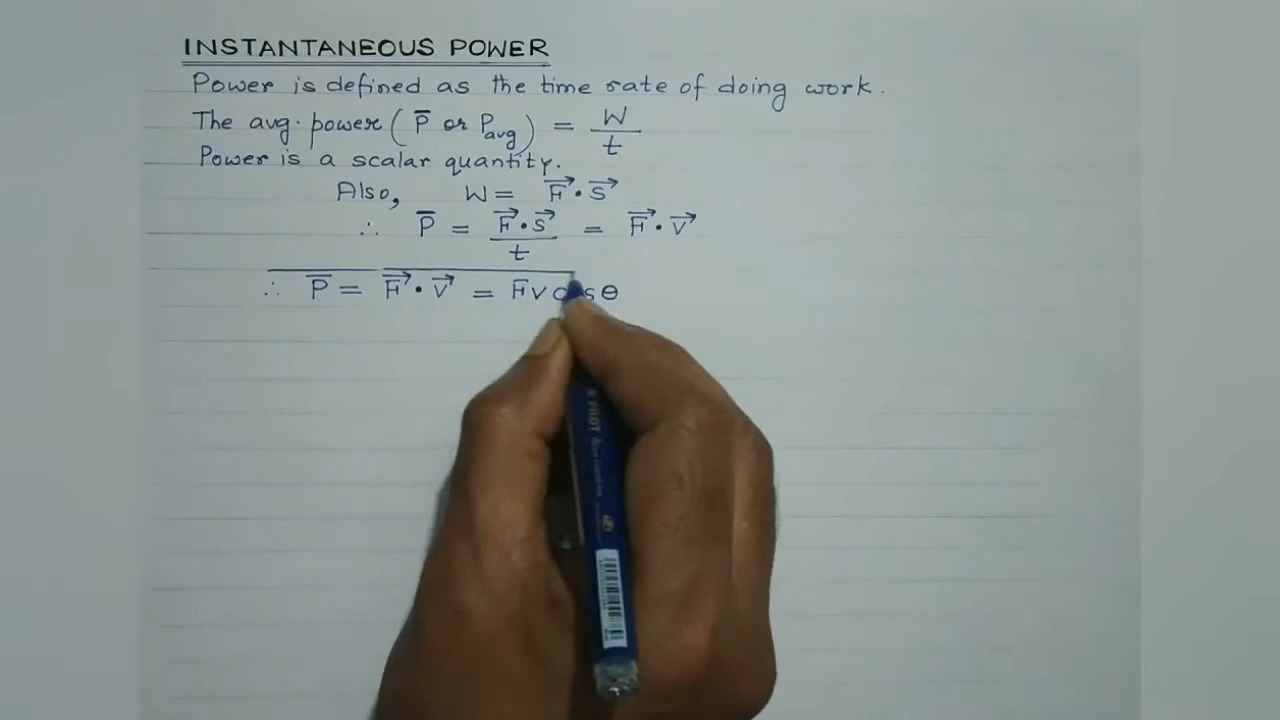 INSTANTANEOUS POWER
Power is defined as the time rate of doing work.
The avg. power ( P̅ or Pavg ) = W/t
Power is a scalar quantity.
Also, W = F⃗ · s⃗
∴ P̅ = F⃗ · s⃗ / t = F⃗ · v⃗
∴ P̅ = F⃗ · v⃗ = Fv cosθ
PILOT